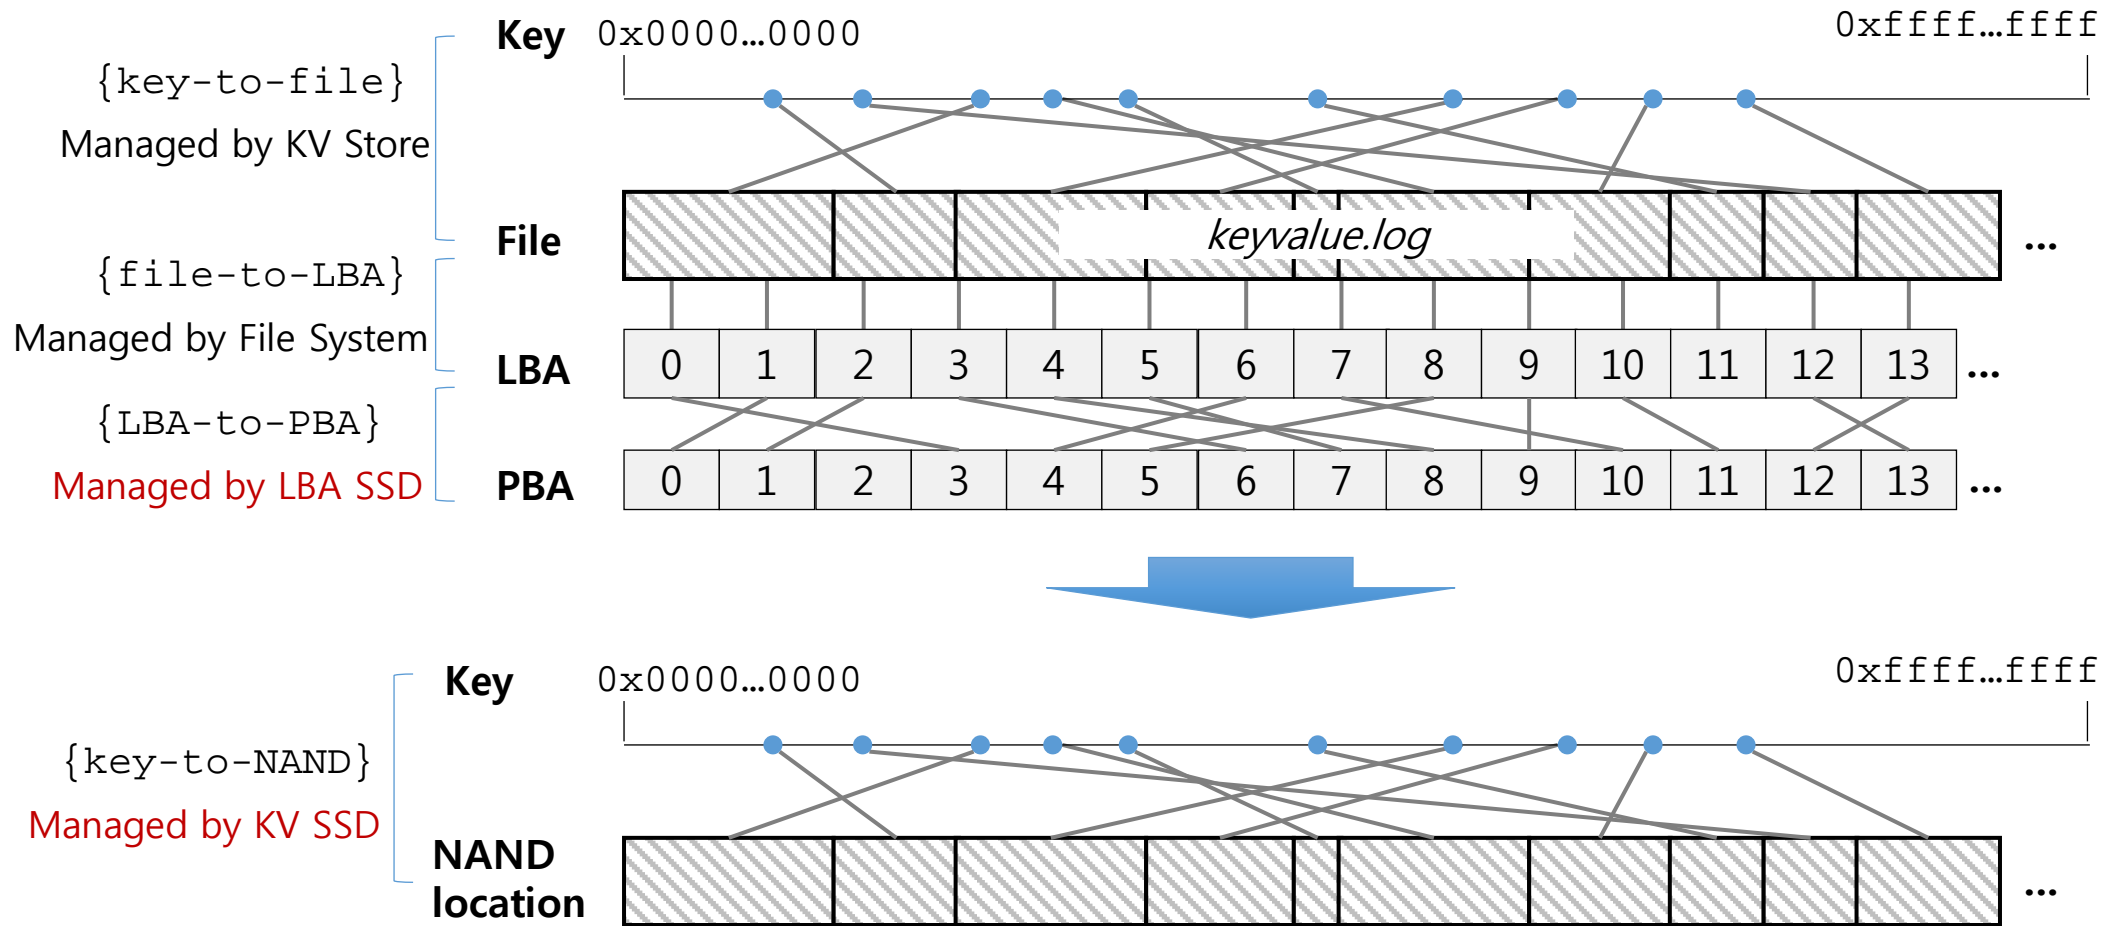 Key 0x0000…0000 0xffff…ffff
{key-to-file}
Managed by KV Store
File keyvalue.log …
{file-to-LBA}
Managed by File System
LBA 0 1 2 3 4 5 6 7 8 9 10 11 12 13 …
{LBA-to-PBA}
Managed by LBA SSD
PBA 0 1 2 3 4 5 6 7 8 9 10 11 12 13 …
Key 0x0000…0000 0xffff…ffff
{key-to-NAND}
Managed by KV SSD
NAND
location …